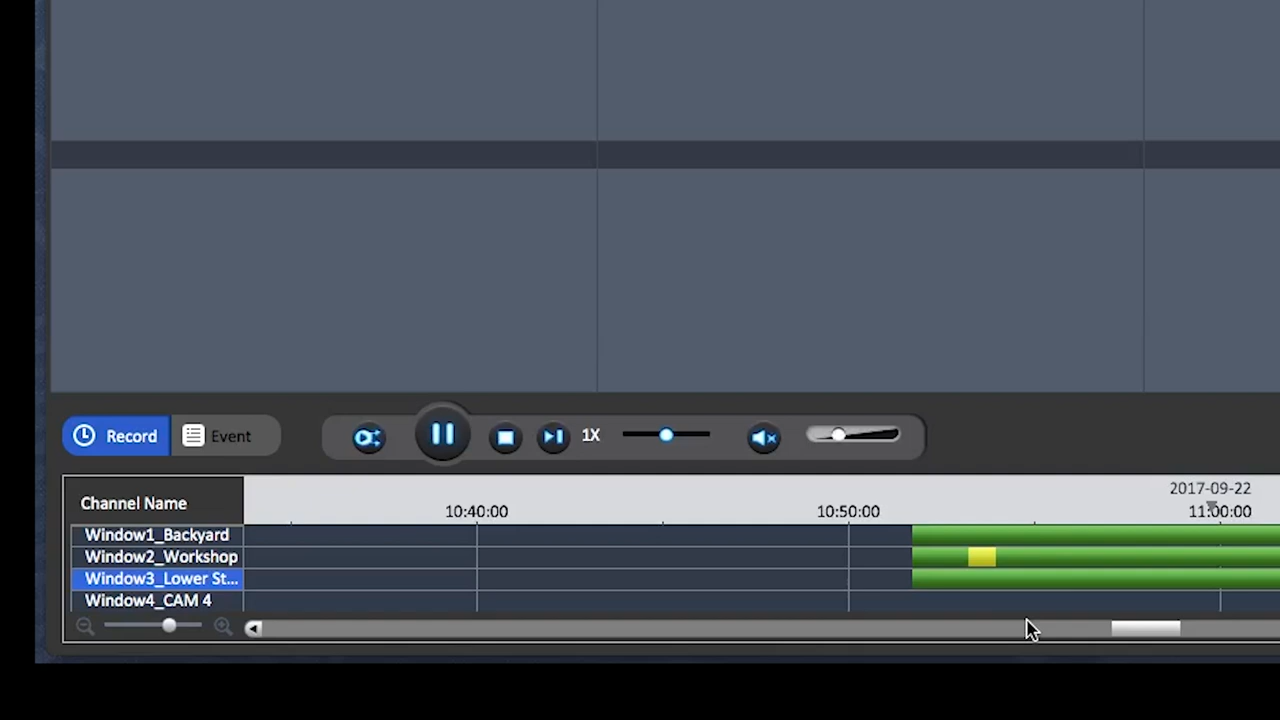 Record
Event
1X
Channel Name
2017-09-22
10:40:00
10:50:00
11:00:00
Window1_Backyard
Window2_Workshop
Window3_Lower St...
Window4_CAM 4